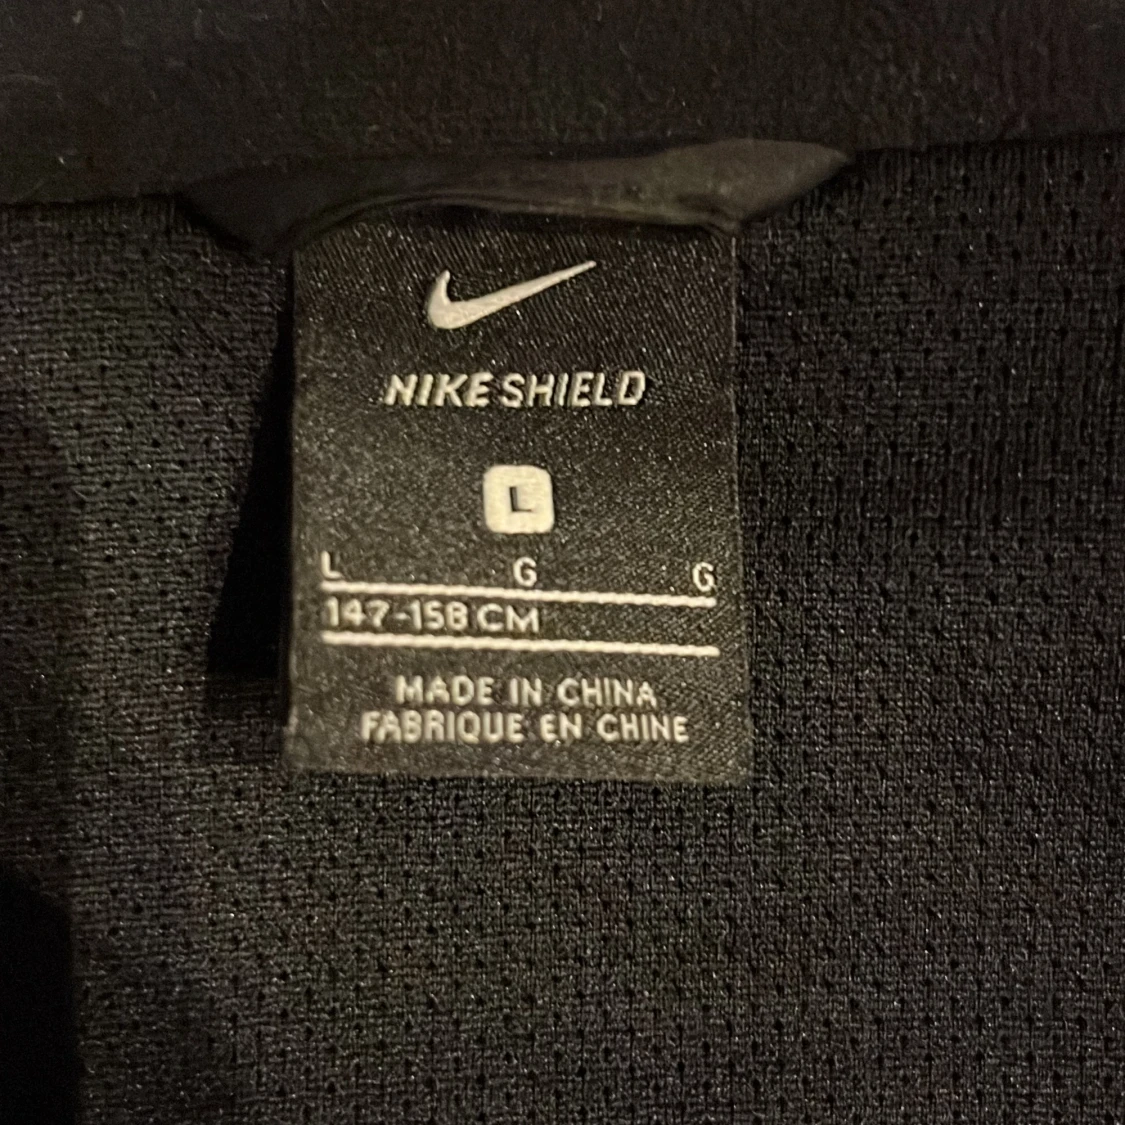 NIKE SHIELD
L
L G G
147-158 CM
MADE IN CHINA
FABRIQUE EN CHINE